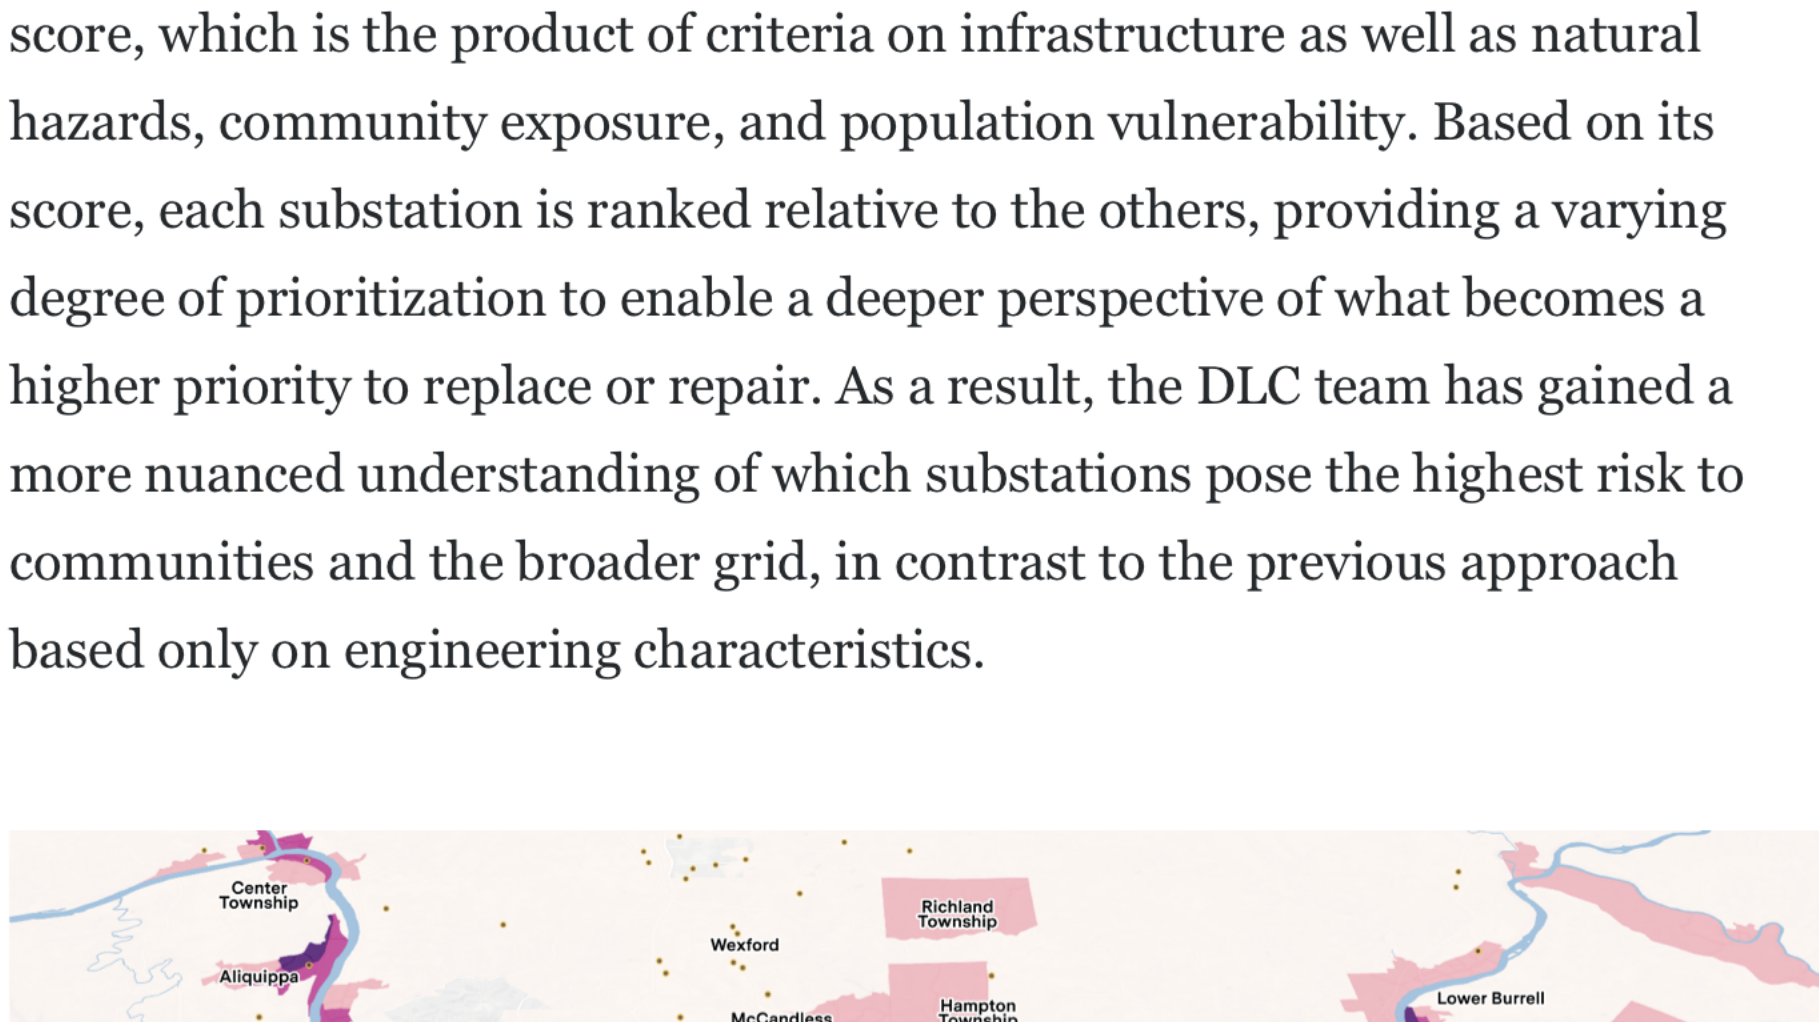 score, which is the product of criteria on infrastructure as well as natural
hazards, community exposure, and population vulnerability. Based on its
score, each substation is ranked relative to the others, providing a varying
degree of prioritization to enable a deeper perspective of what becomes a
higher priority to replace or repair. As a result, the DLC team has gained a
more nuanced understanding of which substations pose the highest risk to
communities and the broader grid, in contrast to the previous approach
based only on engineering characteristics.
Center
Township
Richland
Township
Wexford
Aliquippa
Lower Burrell
Hampton
Township
McCandless